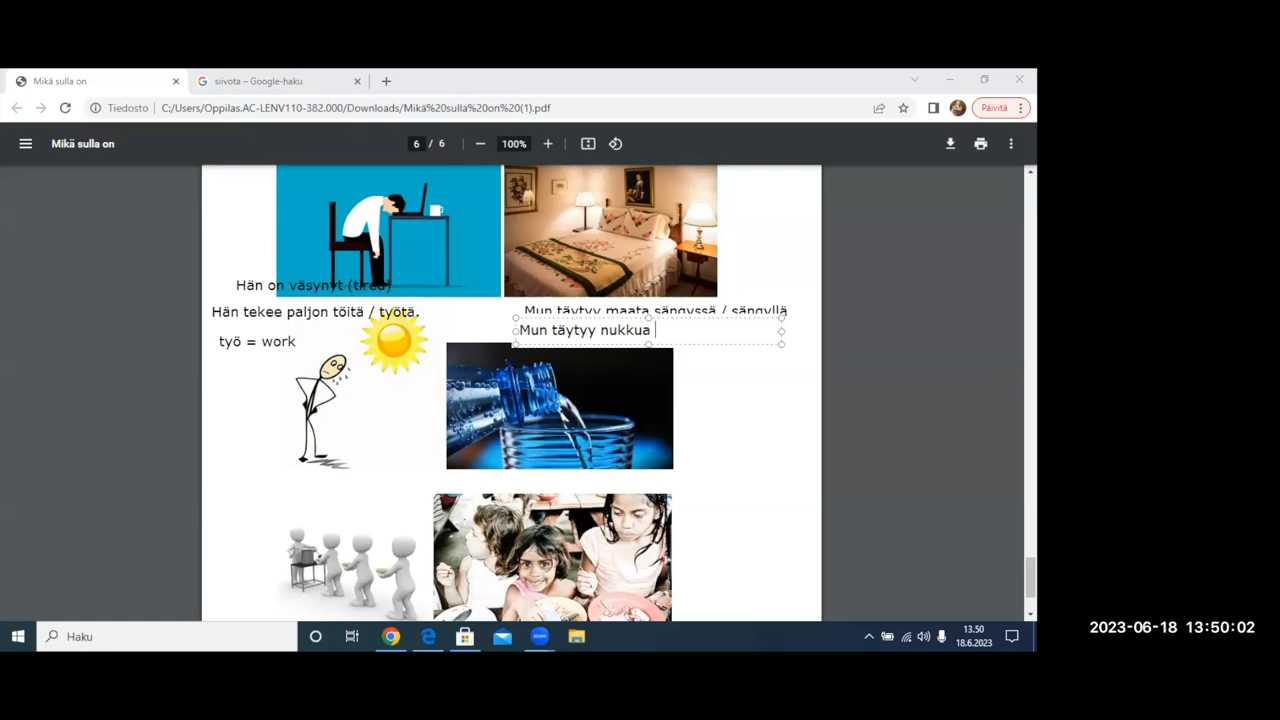 Mikä sulla on
siivota – Google-haku
Tiedosto
C:/Users/Oppilas.AC-LENV110-382.000/Downloads/Mikä%20sulla%20on%20(1).pdf
Päivitä
Mikä sulla on
6 / 6
100%
Hän on väsynyt (tired)
Hän tekee paljon töitä / työtä.
Mun täytyy maata sängyssä / sängyllä
Mun täytyy nukkua
työ = work
Haku
zoom
13.50
18.6.2023
2023-06-18 13:50:02